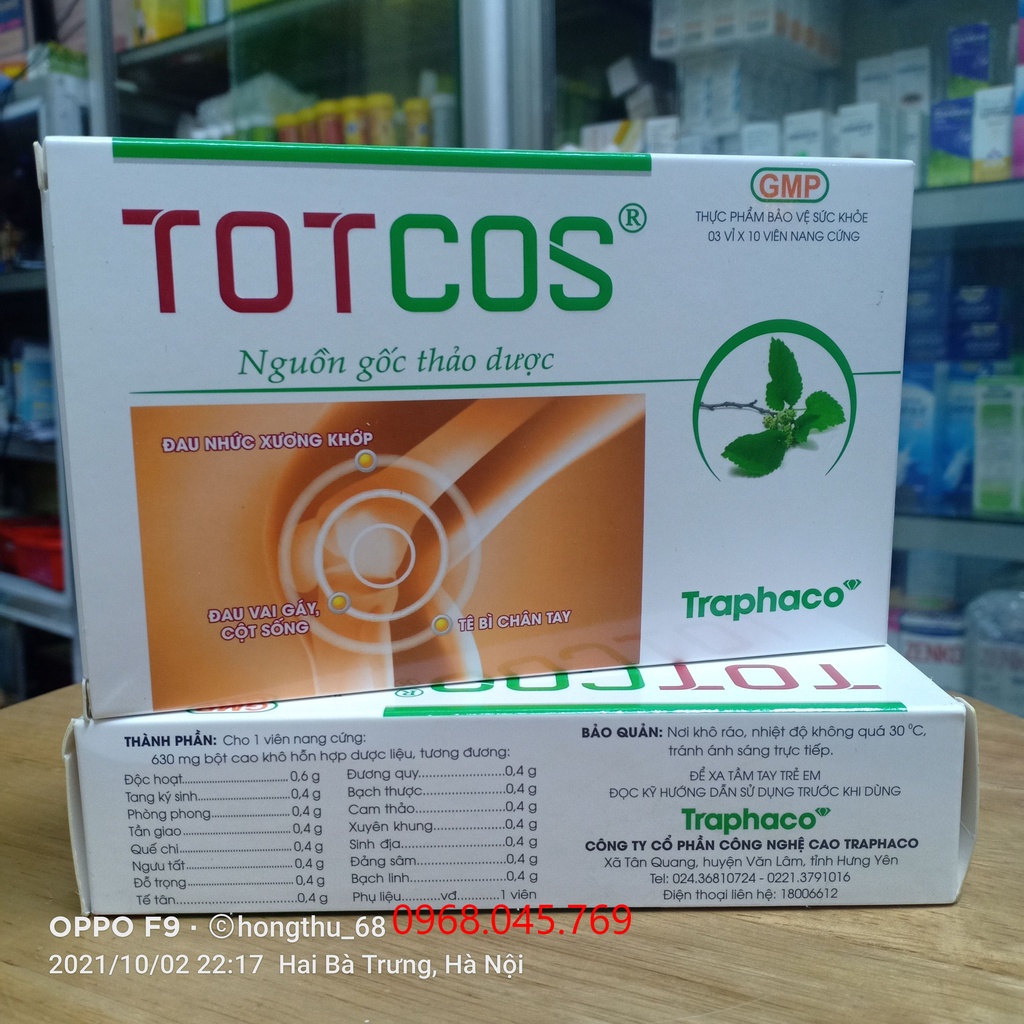 TOTCOS®
GMP
THỰC PHẨM BẢO VỆ SỨC KHỎE
03 VỈ X 10 VIÊN NANG CỨNG
Nguồn gốc thảo dược
ĐAU NHỨC XƯƠNG KHỚP
ĐAU VAI GÁY,
CỘT SỐNG
TÊ BÌ CHÂN TAY
Traphaco
TOTCOS®
GMP
THÀNH PHẦN: Cho 1 viên nang cứng:
630 mg bột cao khô hỗn hợp dược liệu, tương đương:
Độc hoạt............................ 0,6 g
Tang ký sinh........................0,4 g
Phòng phong.....................0,4 g
Tần giao..............................0,4 g
Quế chi...............................0,4 g
Ngưu tất..............................0,4 g
Đỗ trọng..............................0,4 g
Tế tân..................................0,4 g
Đương quy.......................0,4 g
Bạch thược......................0,4 g
Cam thảo........................0,4 g
Xuyên khung...................0,4 g
Sinh địa............................0,4 g
Đảng sâm........................0,4 g
Bạch linh..........................0,4 g
Phụ liệu..........vđ...........1 viên
BẢO QUẢN: Nơi khô ráo, nhiệt độ không quá 30 °C,
tránh ánh sáng trực tiếp.
ĐỂ XA TẦM TAY TRẺ EM
ĐỌC KỸ HƯỚNG DẪN SỬ DỤNG TRƯỚC KHI DÙNG
Traphaco
CÔNG TY CỔ PHẦN CÔNG NGHỆ CAO TRAPHACO
Xã Tân Quang, huyện Văn Lâm, tỉnh Hưng Yên
Tel: 024.36810724 - 0221.3791016
Điện thoại liên hệ: 18006612
OPPO F9 · ©hongthu_68 0968.045.769
2021/10/02 22:17 Hai Bà Trưng, Hà Nội